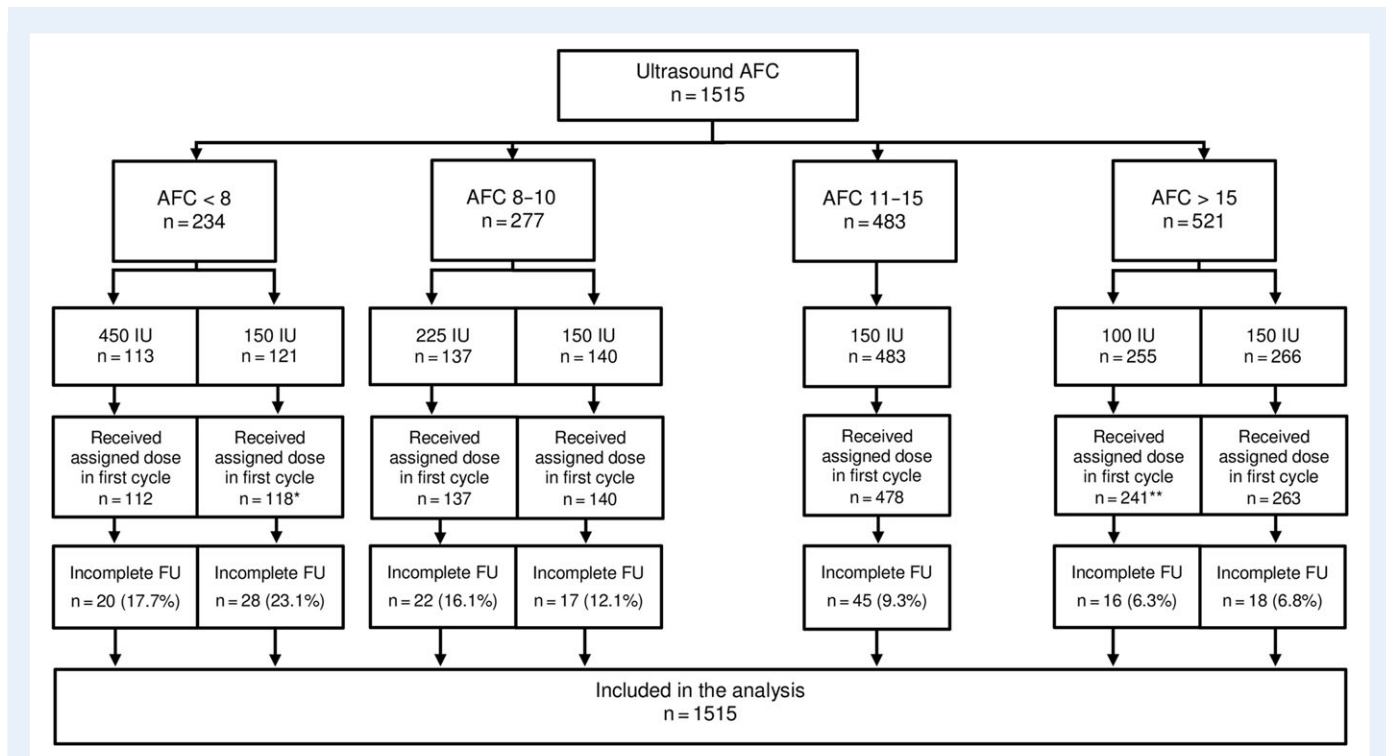 Ultrasound AFC
n = 1515
AFC < 8
n = 234
AFC 8–10
n = 277
AFC 11–15
n = 483
AFC > 15
n = 521
450 IU
n = 113
150 IU
n = 121
225 IU
n = 137
150 IU
n = 140
150 IU
n = 483
100 IU
n = 255
150 IU
n = 266
Received
assigned dose
in first cycle
n = 112
Received
assigned dose
in first cycle
n = 118*
Received
assigned dose
in first cycle
n = 137
Received
assigned dose
in first cycle
n = 140
Received
assigned dose
in first cycle
n = 478
Received
assigned dose
in first cycle
n = 241**
Received
assigned dose
in first cycle
n = 263
Incomplete FU
n = 20 (17.7%)
Incomplete FU
n = 28 (23.1%)
Incomplete FU
n = 22 (16.1%)
Incomplete FU
n = 17 (12.1%)
Incomplete FU
n = 45 (9.3%)
Incomplete FU
n = 16 (6.3%)
Incomplete FU
n = 18 (6.8%)
Included in the analysis
n = 1515